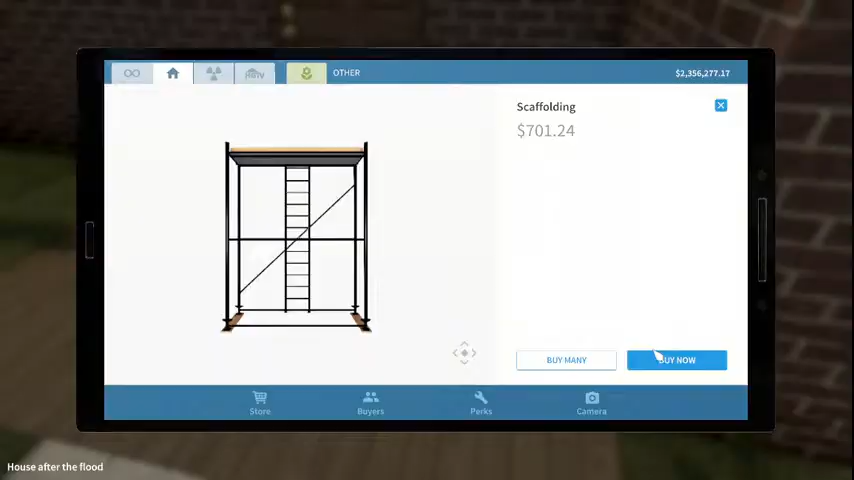 OTHER
$2,356,277.17
Scaffolding
$701.24
BUY MANY
BUY NOW
Store
Buyers
Perks
Camera
House after the flood